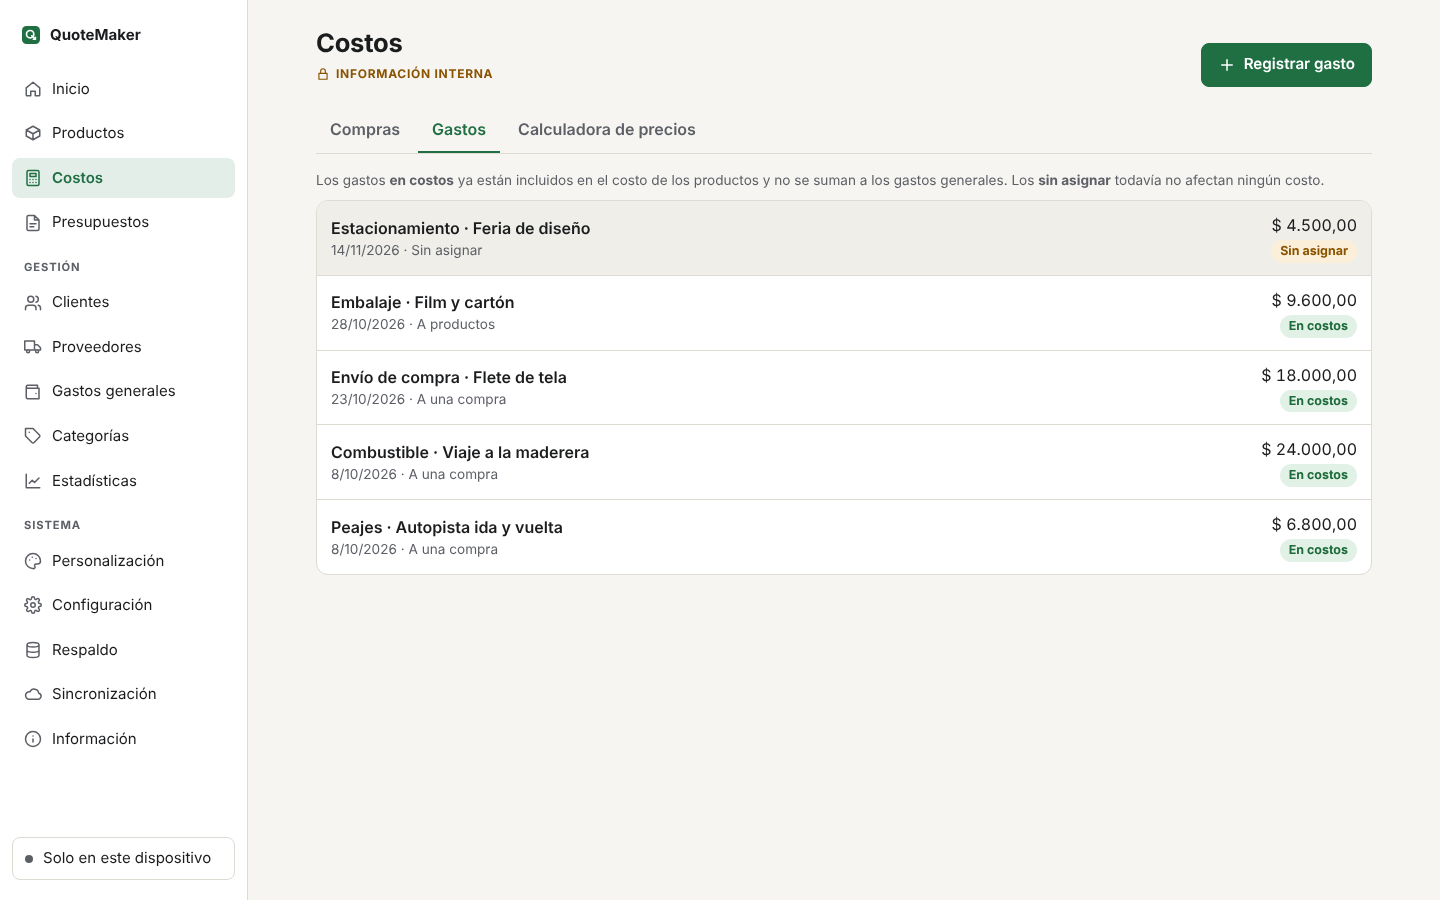 QuoteMaker
Inicio
Productos
Costos
Presupuestos
GESTIÓN
Clientes
Proveedores
Gastos generales
Categorías
Estadísticas
SISTEMA
Personalización
Configuración
Respaldo
Sincronización
Información
Solo en este dispositivo
Costos
INFORMACIÓN INTERNA
Registrar gasto
Compras
Gastos
Calculadora de precios
Los gastos en costos ya están incluidos en el costo de los productos y no se suman a los gastos generales. Los sin asignar todavía no afectan ningún costo.
Estacionamiento · Feria de diseño
14/11/2026 · Sin asignar
$ 4.500,00
Sin asignar
Embalaje · Film y cartón
28/10/2026 · A productos
$ 9.600,00
En costos
Envío de compra · Flete de tela
23/10/2026 · A una compra
$ 18.000,00
En costos
Combustible · Viaje a la maderera
8/10/2026 · A una compra
$ 24.000,00
En costos
Peajes · Autopista ida y vuelta
8/10/2026 · A una compra
$ 6.800,00
En costos